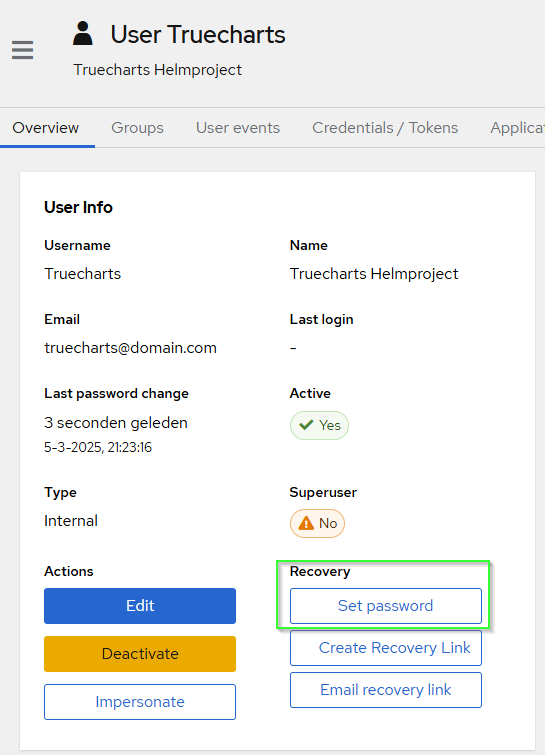 User Truecharts
Truecharts Helmproject
Overview Groups User events Credentials / Tokens Applicat
User Info
Username Name
Truecharts Truecharts Helmproject
Email Last login
truecharts@domain.com -
Last password change Active
3 seconden geleden Yes
5-3-2025, 21:23:16
Type Superuser
Internal No
Actions Recovery
Edit Set password
Deactivate Create Recovery Link
Impersonate Email recovery link